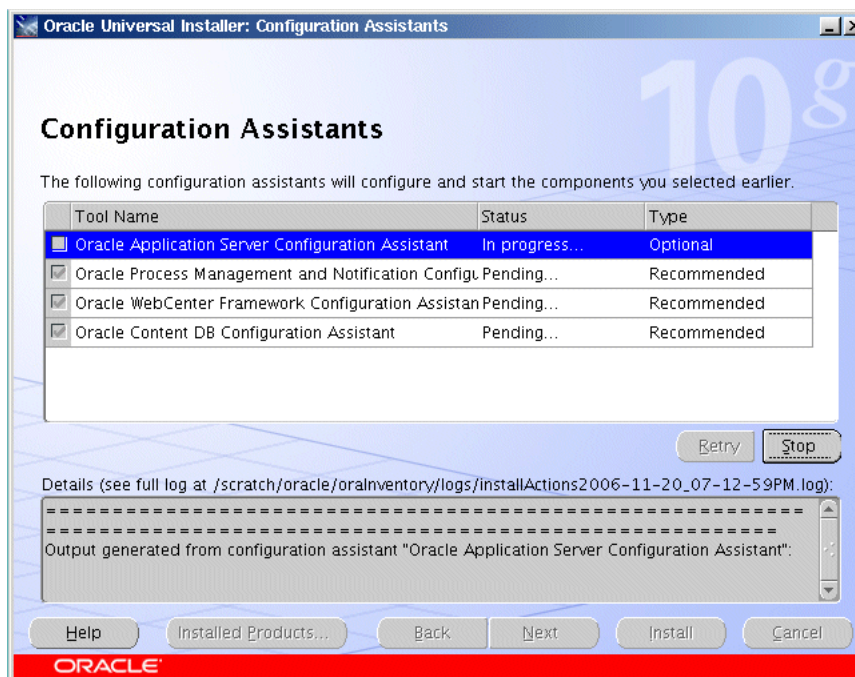 Oracle Universal Installer: Configuration Assistants
10g
Configuration Assistants
The following configuration assistants will configure and start the components you selected earlier.
Tool Name Status Type
Oracle Application Server Configuration Assistant In progress... Optional
Oracle Process Management and Notification Configu Pending... Recommended
Oracle WebCenter Framework Configuration Assistan Pending... Recommended
Oracle Content DB Configuration Assistant Pending... Recommended
Retry Stop
Details (see full log at /scratch/oracle/oraInventory/logs/installActions2006-11-20_07-12-59PM.log):
= = = = = = = = = = = = = = = = = = = = = = = = = = = = = = = = = = = = = = = = = = = = = = = = = = = = = = = =
= = = = = = = = = = = = = = = = = = = = = = = = = = = = = = = = = = = = = = = = = = = = = = = = = = = = = =
Output generated from configuration assistant "Oracle Application Server Configuration Assistant":
Help Installed Products... Back Next Install Cancel
ORACLE